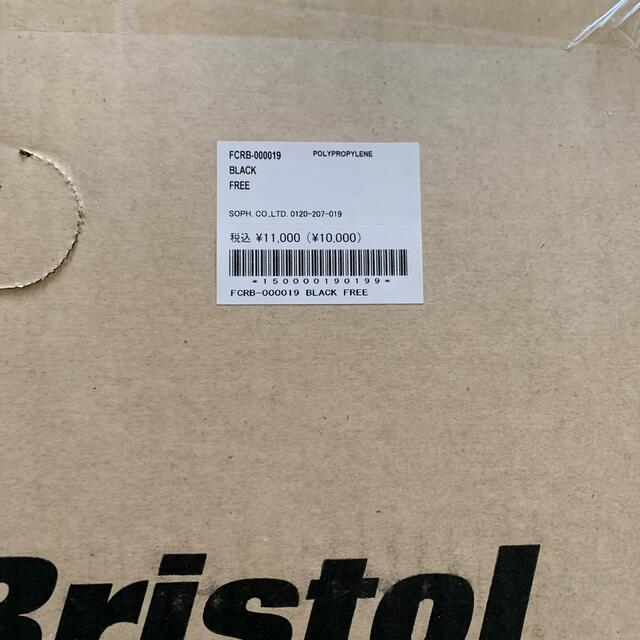 FCRB-000019 POLYPROPYLENE
BLACK
FREE
SOPH. CO.,LTD. 0120-207-019
税込 ¥11,000 (¥10,000)
*150000190199*
FCRB-000019 BLACK FREE
Bristol